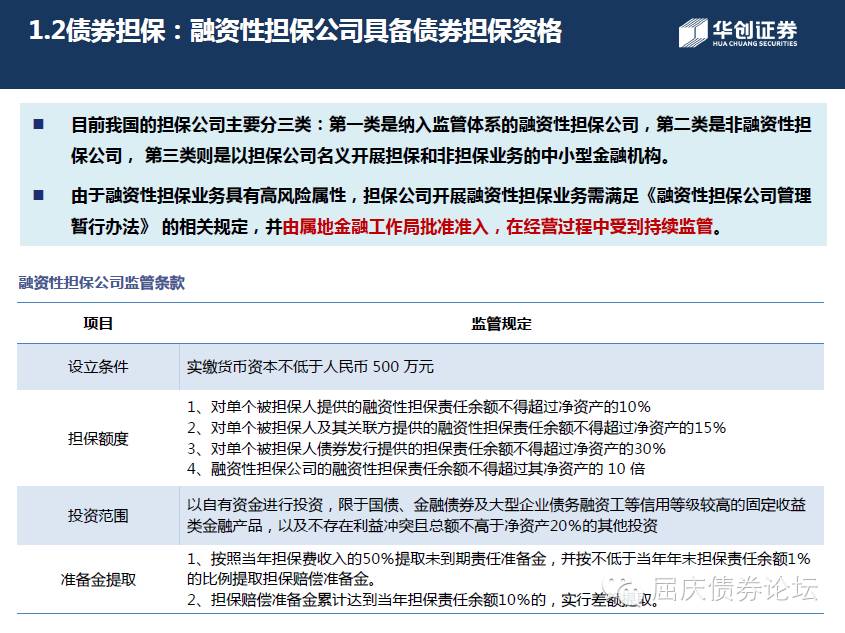 1.2债券担保：融资性担保公司具备债券担保资格
华创证券
HUA CHUANG SECURITIES
■ 目前我国的担保公司主要分三类：第一类是纳入监管体系的融资性担保公司，第二类是非融资性担
保公司， 第三类则是以担保公司名义开展担保和非担保业务的中小型金融机构。
■ 由于融资性担保业务具有高风险属性，担保公司开展融资性担保业务需满足《融资性担保公司管理
暂行办法》 的相关规定，并由属地金融工作局批准准入，在经营过程中受到持续监管。
融资性担保公司监管条款
项目 监管规定
设立条件 实缴货币资本不低于人民币 500 万元
担保额度
1、对单个被担保人提供的融资性担保责任余额不得超过净资产的10%
2、对单个被担保人及其关联方提供的融资性担保责任余额不得超过净资产的15%
3、对单个被担保人债券发行提供的担保责任余额不得超过净资产的30%
4、融资性担保公司的融资性担保责任余额不得超过其净资产的 10 倍
投资范围
以自有资金进行投资，限于国债、金融债券及大型企业债务融资工等信用等级较高的固定收益
类金融产品，以及不存在利益冲突且总额不高于净资产20%的其他投资
准备金提取
1、按照当年担保费收入的50%提取未到期责任准备金，并按不低于当年年末担保责任余额1%
的比例提取担保赔偿准备金。
2、担保赔偿准备金累计达到当年担保责任余额10%的，实行差额提取。
屈庆债券论坛